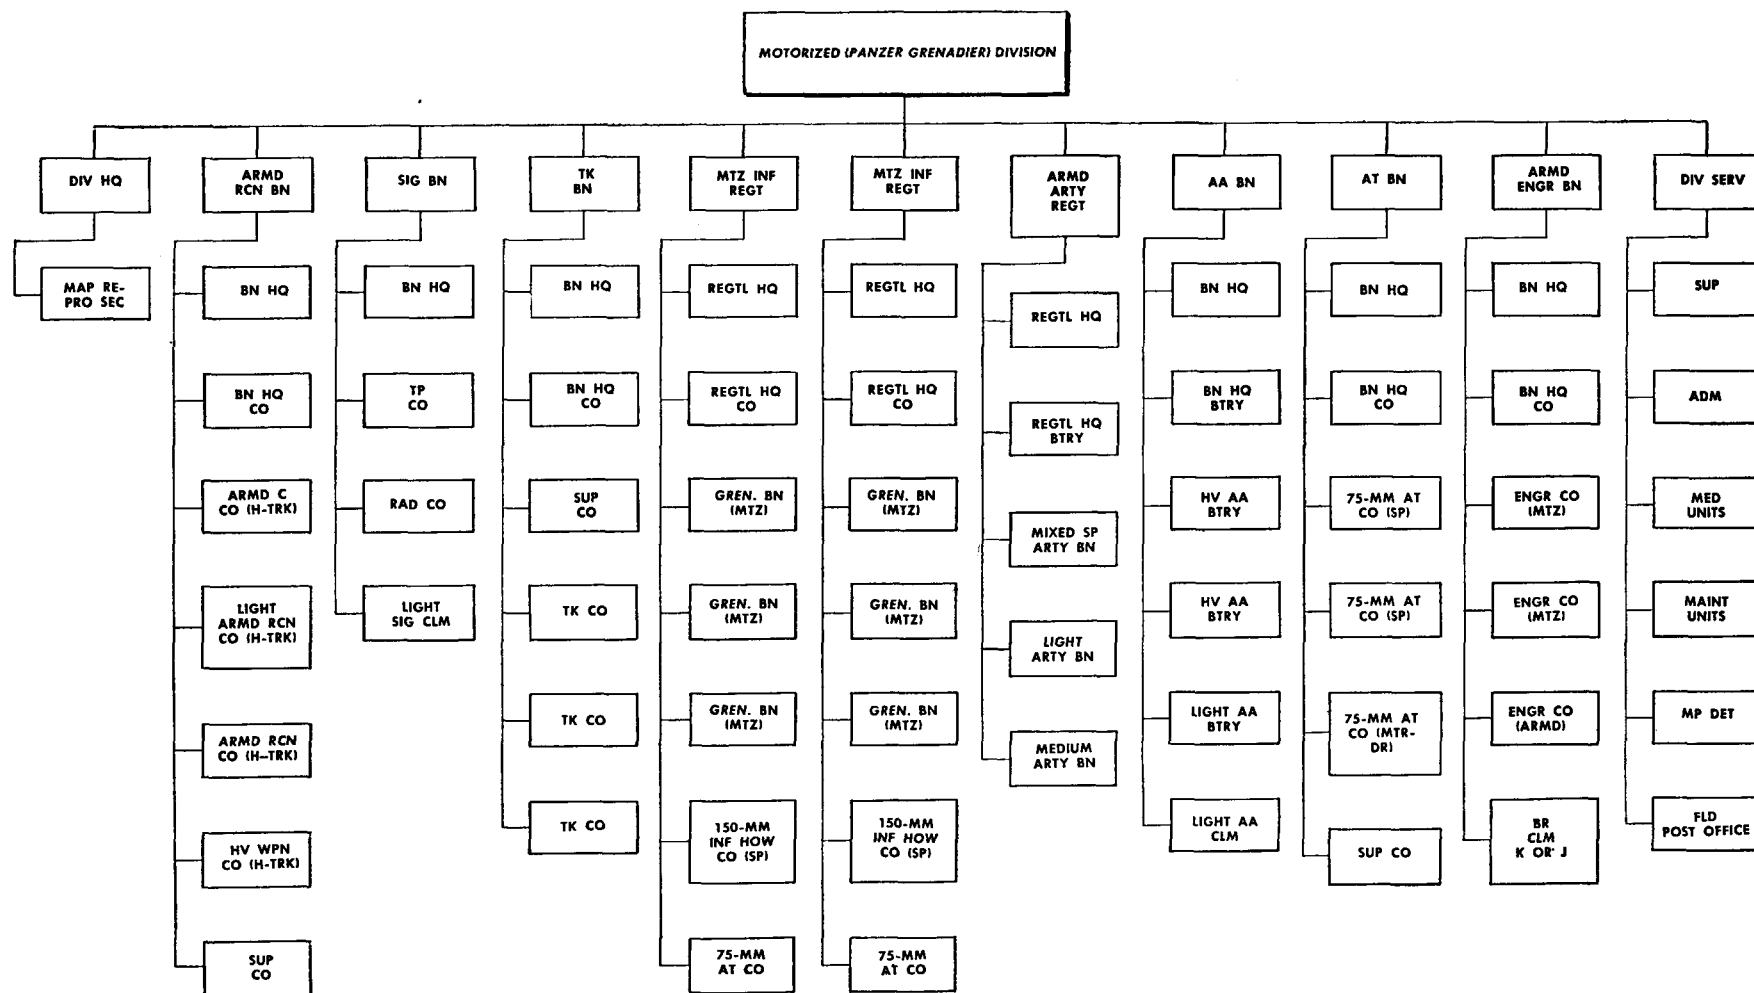 MOTORIZED (PANZER GRENADIER) DIVISION
DIV HQ
MAP RE-
PRO SEC
ARMD
RCN BN
BN HQ
BN HQ
CO
ARMD C
CO (H-TRK)
LIGHT
ARMD RCN
CO (H-TRK)
ARMD RCN
CO (H-TRK)
HV WPN
CO (H-TRK)
SUP
CO
SIG BN
BN HQ
TP
CO
RAD CO
LIGHT
SIG CLM
TK
BN
BN HQ
BN HQ
CO
SUP
CO
TK CO
TK CO
TK CO
MTZ INF
REGT
REGTL HQ
REGTL HQ
CO
GREN. BN
(MTZ)
GREN. BN
(MTZ)
GREN. BN
(MTZ)
150-MM
INF HOW
CO (SP)
75-MM
AT CO
MTZ INF
REGT
REGTL HQ
REGTL HQ
CO
GREN. BN
(MTZ)
GREN. BN
(MTZ)
GREN. BN
(MTZ)
150-MM
INF HOW
CO (SP)
75-MM
AT CO
ARMD
ARTY
REGT
REGTL HQ
REGTL HQ
BTRY
MIXED SP
ARTY BN
LIGHT
ARTY BN
MEDIUM
ARTY BN
AA BN
BN HQ
BN HQ
BTRY
HV AA
BTRY
HV AA
BTRY
LIGHT AA
BTRY
LIGHT AA
CLM
AT BN
BN HQ
BN HQ
CO
75-MM AT
CO (SP)
75-MM AT
CO (SP)
75-MM AT
CO (MTR-
DR)
SUP CO
ARMD
ENGR BN
BN HQ
BN HQ
CO
ENGR CO
(MTZ)
ENGR CO
(MTZ)
ENGR CO
(ARMD)
BR
CLM
K OR J
DIV SERV
SUP
ADM
MED
UNITS
MAINT
UNITS
MP DET
FLD
POST OFFICE